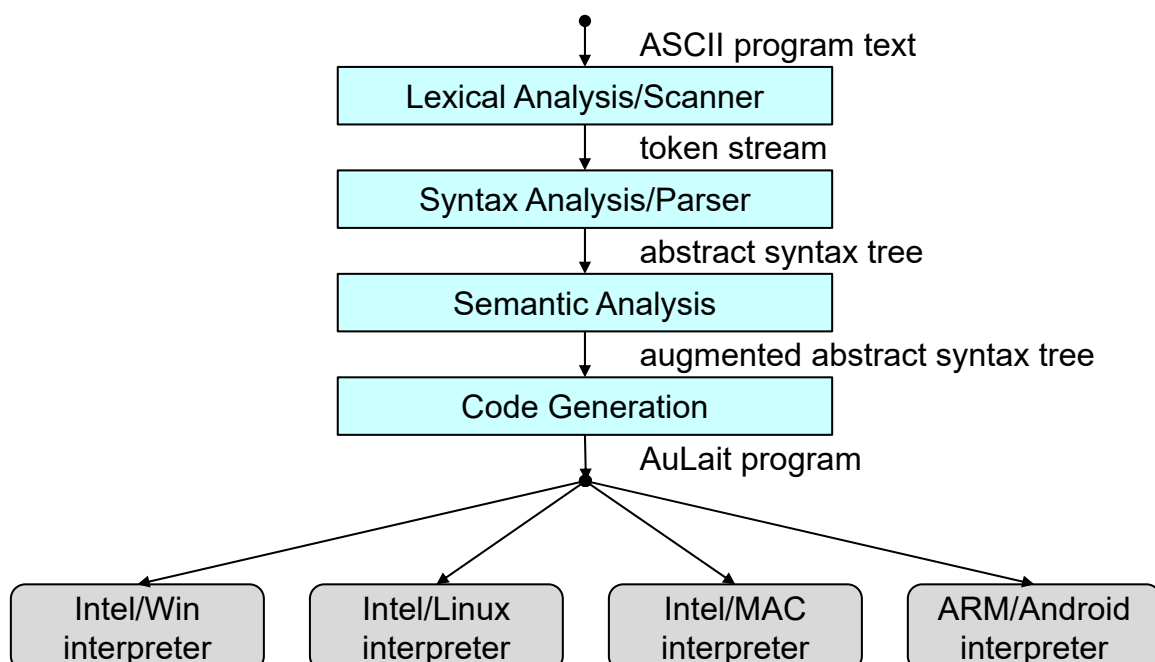 ASCII program text
Lexical Analysis/Scanner
token stream
Syntax Analysis/Parser
abstract syntax tree
Semantic Analysis
augmented abstract syntax tree
Code Generation
AuLait program
Intel/Win
interpreter
Intel/Linux
interpreter
Intel/MAC
interpreter
ARM/Android
interpreter